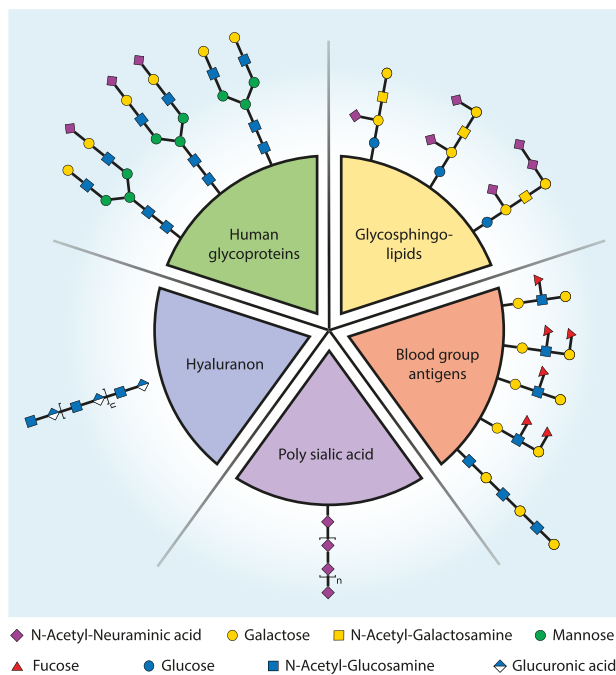 Human
glycoproteins
Glycosphingo-
lipids
Hyaluranon
Blood group
antigens
Poly sialic acid
n
n
N-Acetyl-Neuraminic acid
Galactose
N-Acetyl-Galactosamine
Mannose
Fucose
Glucose
N-Acetyl-Glucosamine
Glucuronic acid